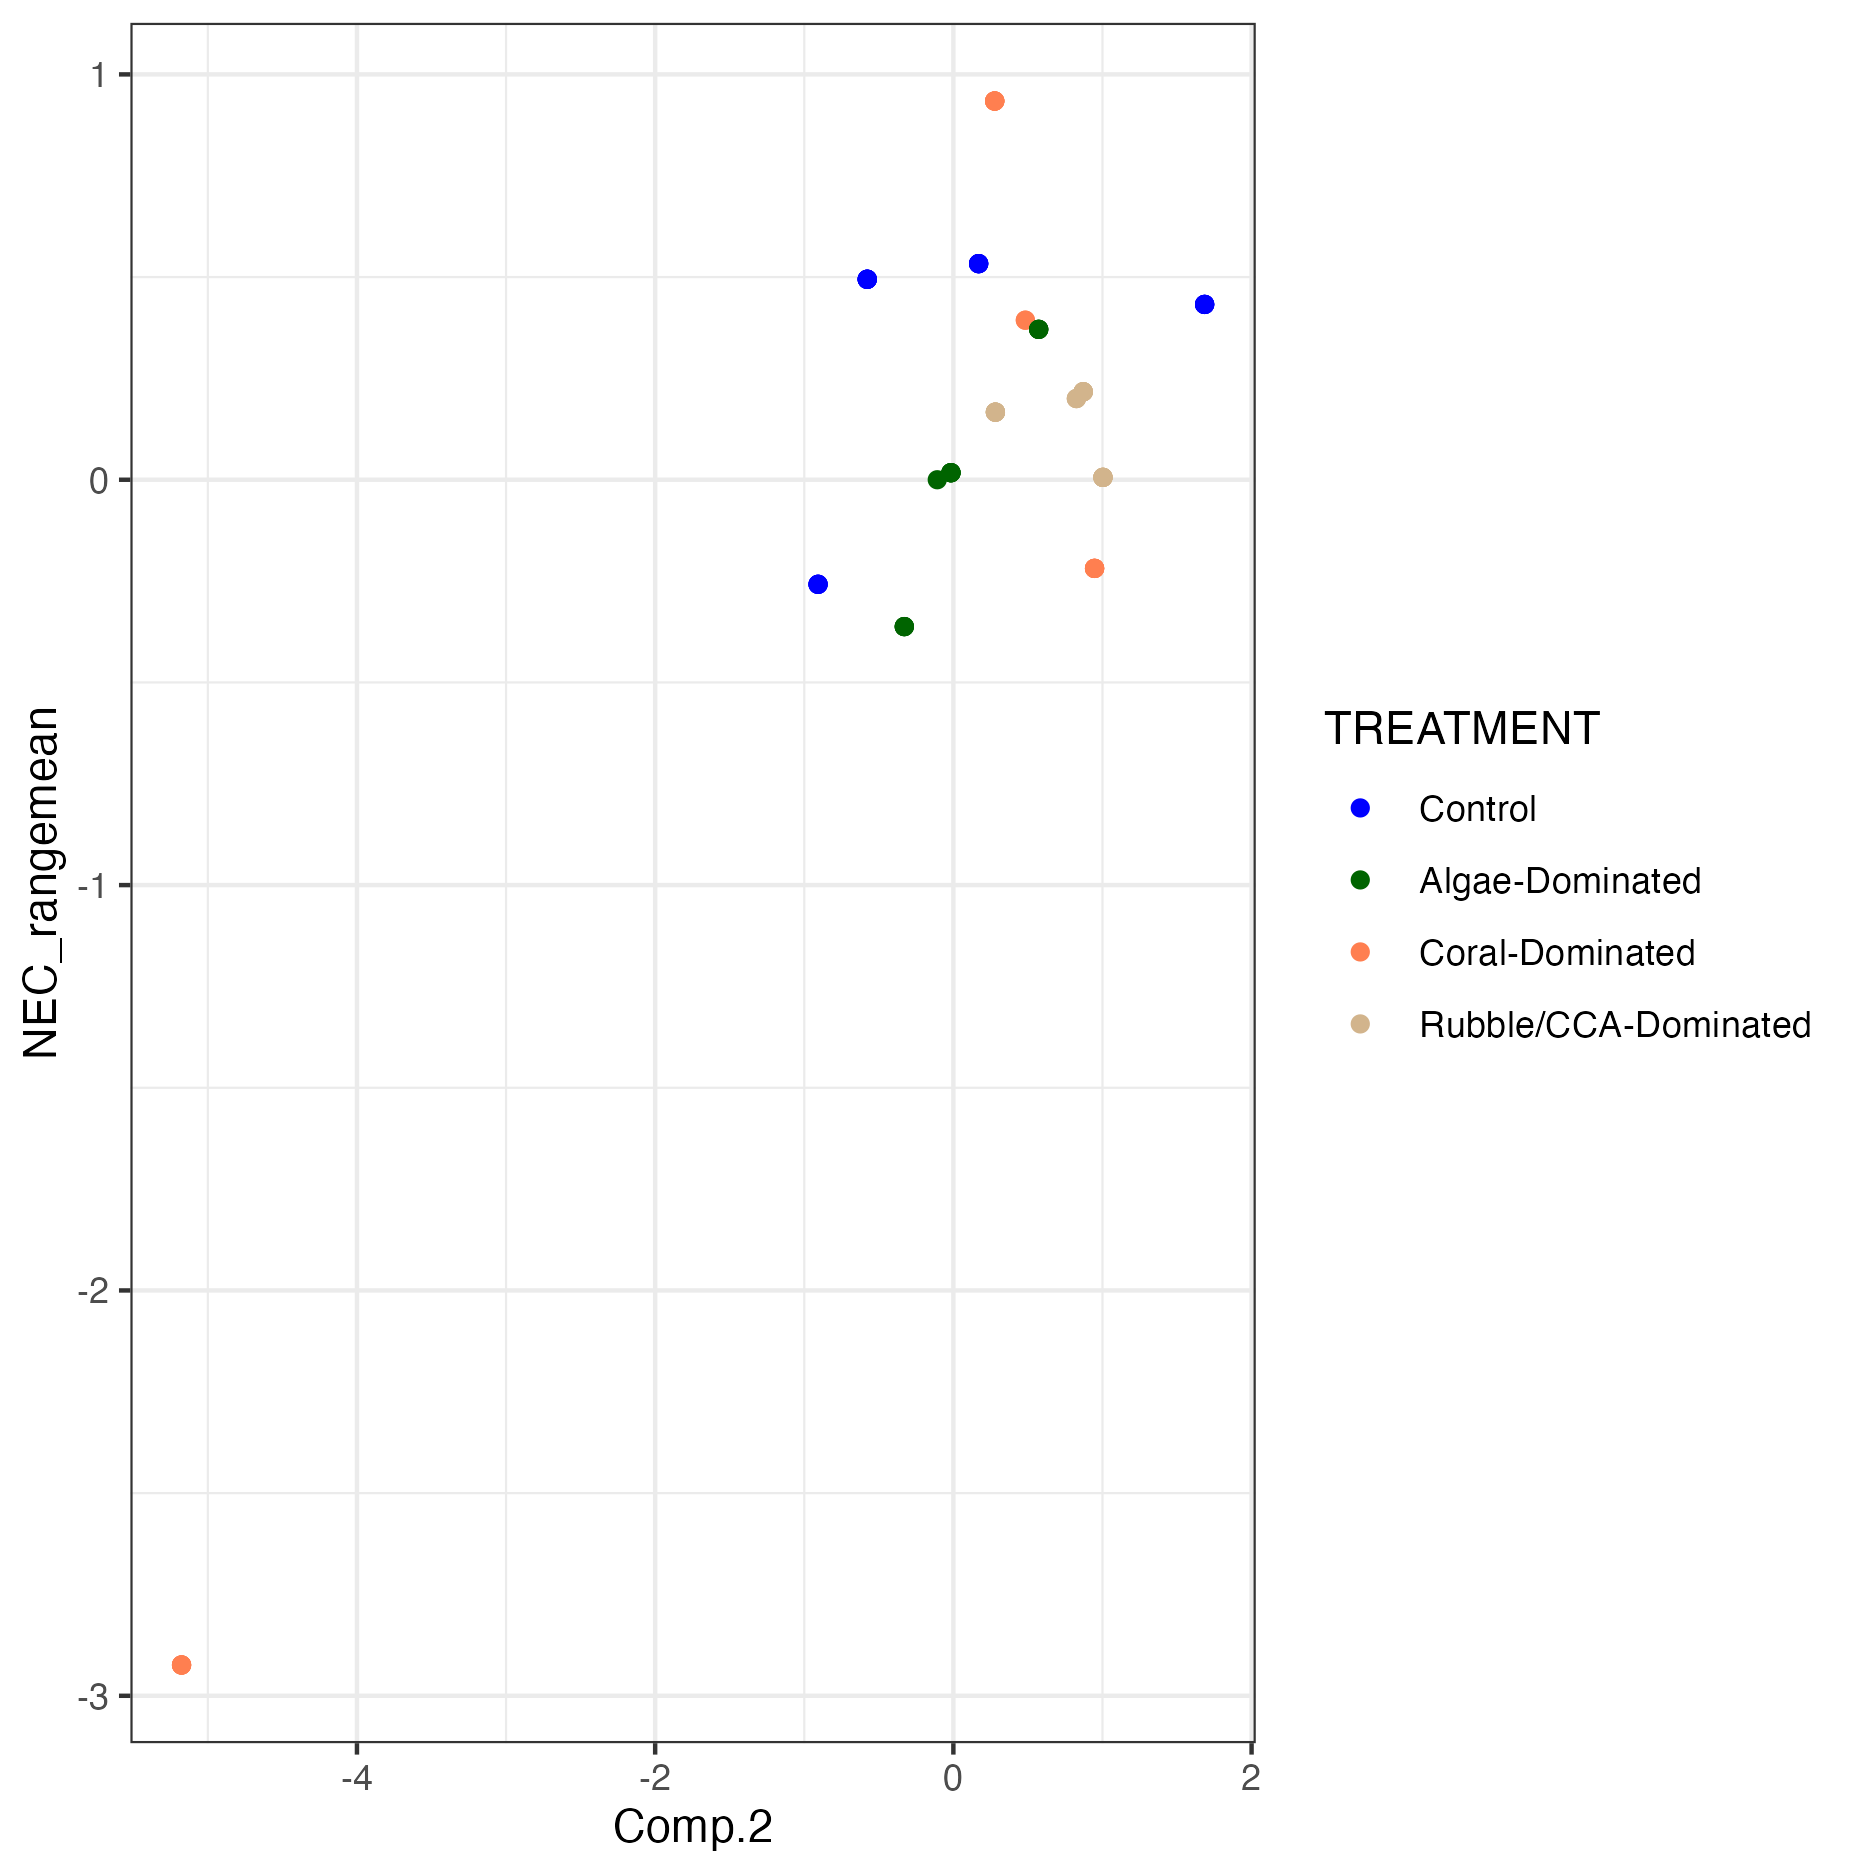 1
0
-1
-2
-3
NEC_rangemean
-4
-2
0
2
Comp.2
TREATMENT
Control
Algae-Dominated
Coral-Dominated
Rubble/CCA-Dominated